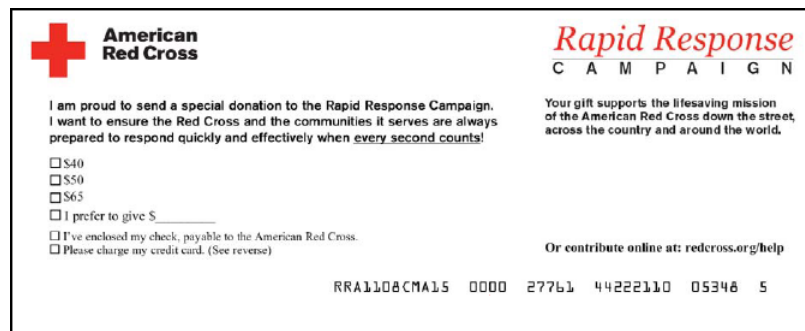 American
Red Cross
Rapid Response
CAMPAIGN
I am proud to send a special donation to the Rapid Response Campaign.
I want to ensure the Red Cross and the communities it serves are always
prepared to respond quickly and effectively when every second counts!
Your gift supports the lifesaving mission
of the American Red Cross down the street,
across the country and around the world.
☐ $40
☐ $50
☐ $65
☐ I prefer to give $_________
☐ I've enclosed my check, payable to the American Red Cross.
☐ Please charge my credit card. (See reverse)
Or contribute online at: redcross.org/help
RRA1108CMA15 0000 27761 44222110 05348 5